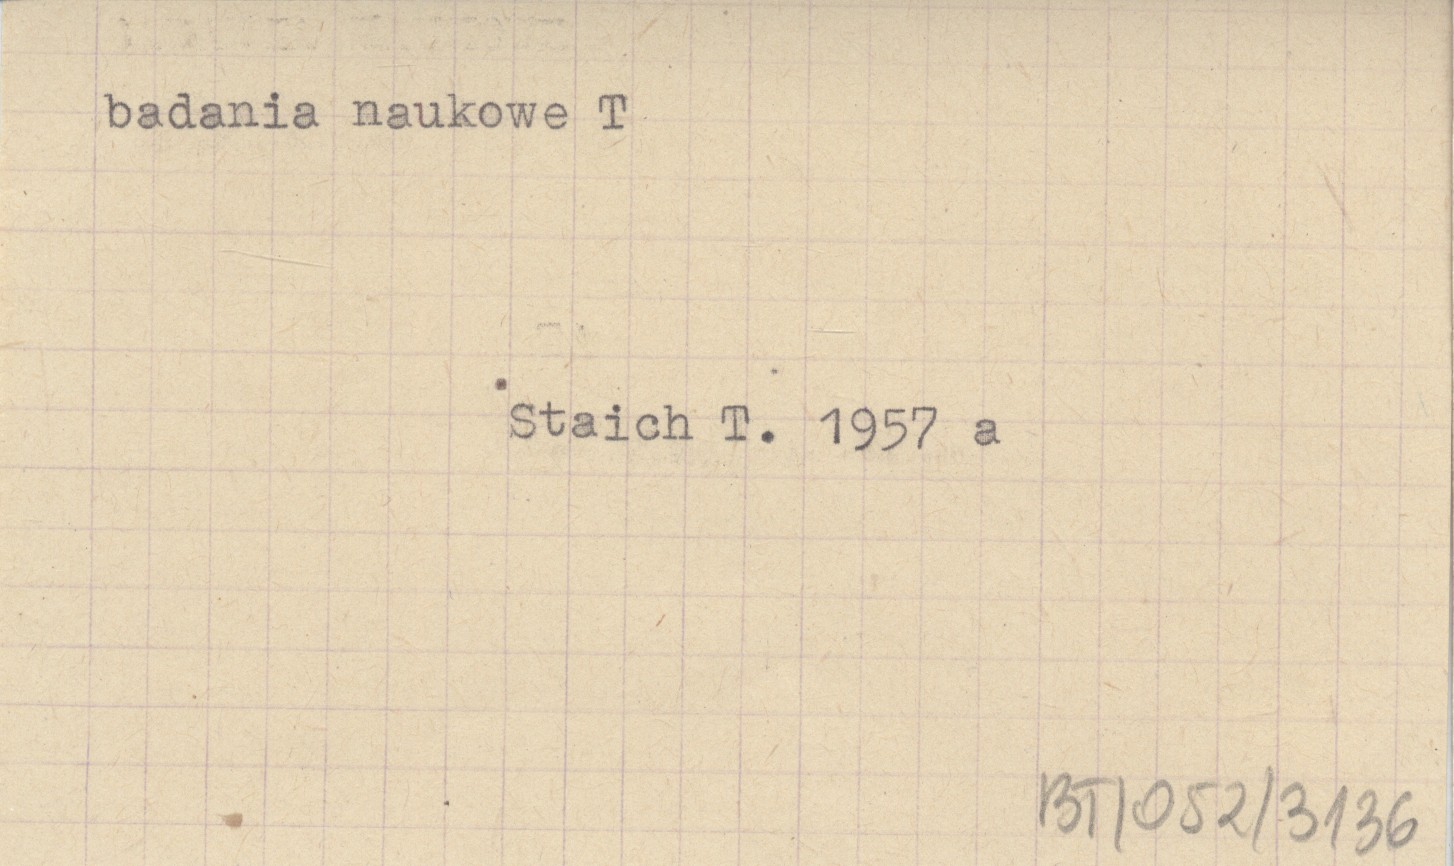 badania naukowe T
Staich T. 1957 a
BT/052/3136